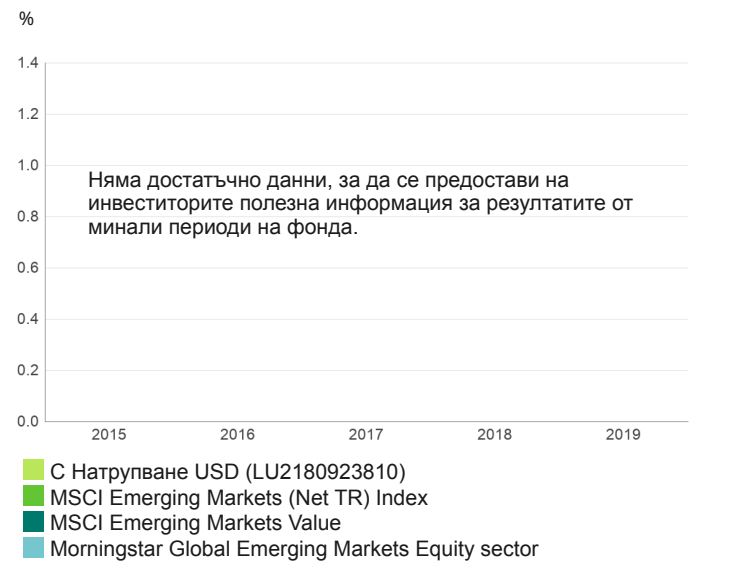 %
1.4
1.2
1.0
Няма достатъчно данни, за да се предостави на
инвеститорите полезна информация за резултатите от
минали периоди на фонда.
0.8
0.6
0.4
0.2
0.0
2015 2016 2017 2018 2019
C Натрупване USD (LU2180923810)
MSCI Emerging Markets (Net TR) Index
MSCI Emerging Markets Value
Morningstar Global Emerging Markets Equity sector